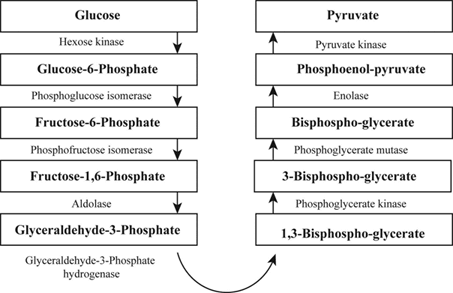 Glucose
Hexose kinase
Glucose-6-Phosphate
Phosphoglucose isomerase
Fructose-6-Phosphate
Phosphofructose isomerase
Fructose-1,6-Phosphate
Aldolase
Glyceraldehyde-3-Phosphate
Glyceraldehyde-3-Phosphate
hydrogenase
1,3-Bisphospho-glycerate
Phosphoglycerate kinase
3-Bisphospho-glycerate
Phosphoglycerate mutase
Bisphospho-glycerate
Enolase
Phosphoenol-pyruvate
Pyruvate kinase
Pyruvate